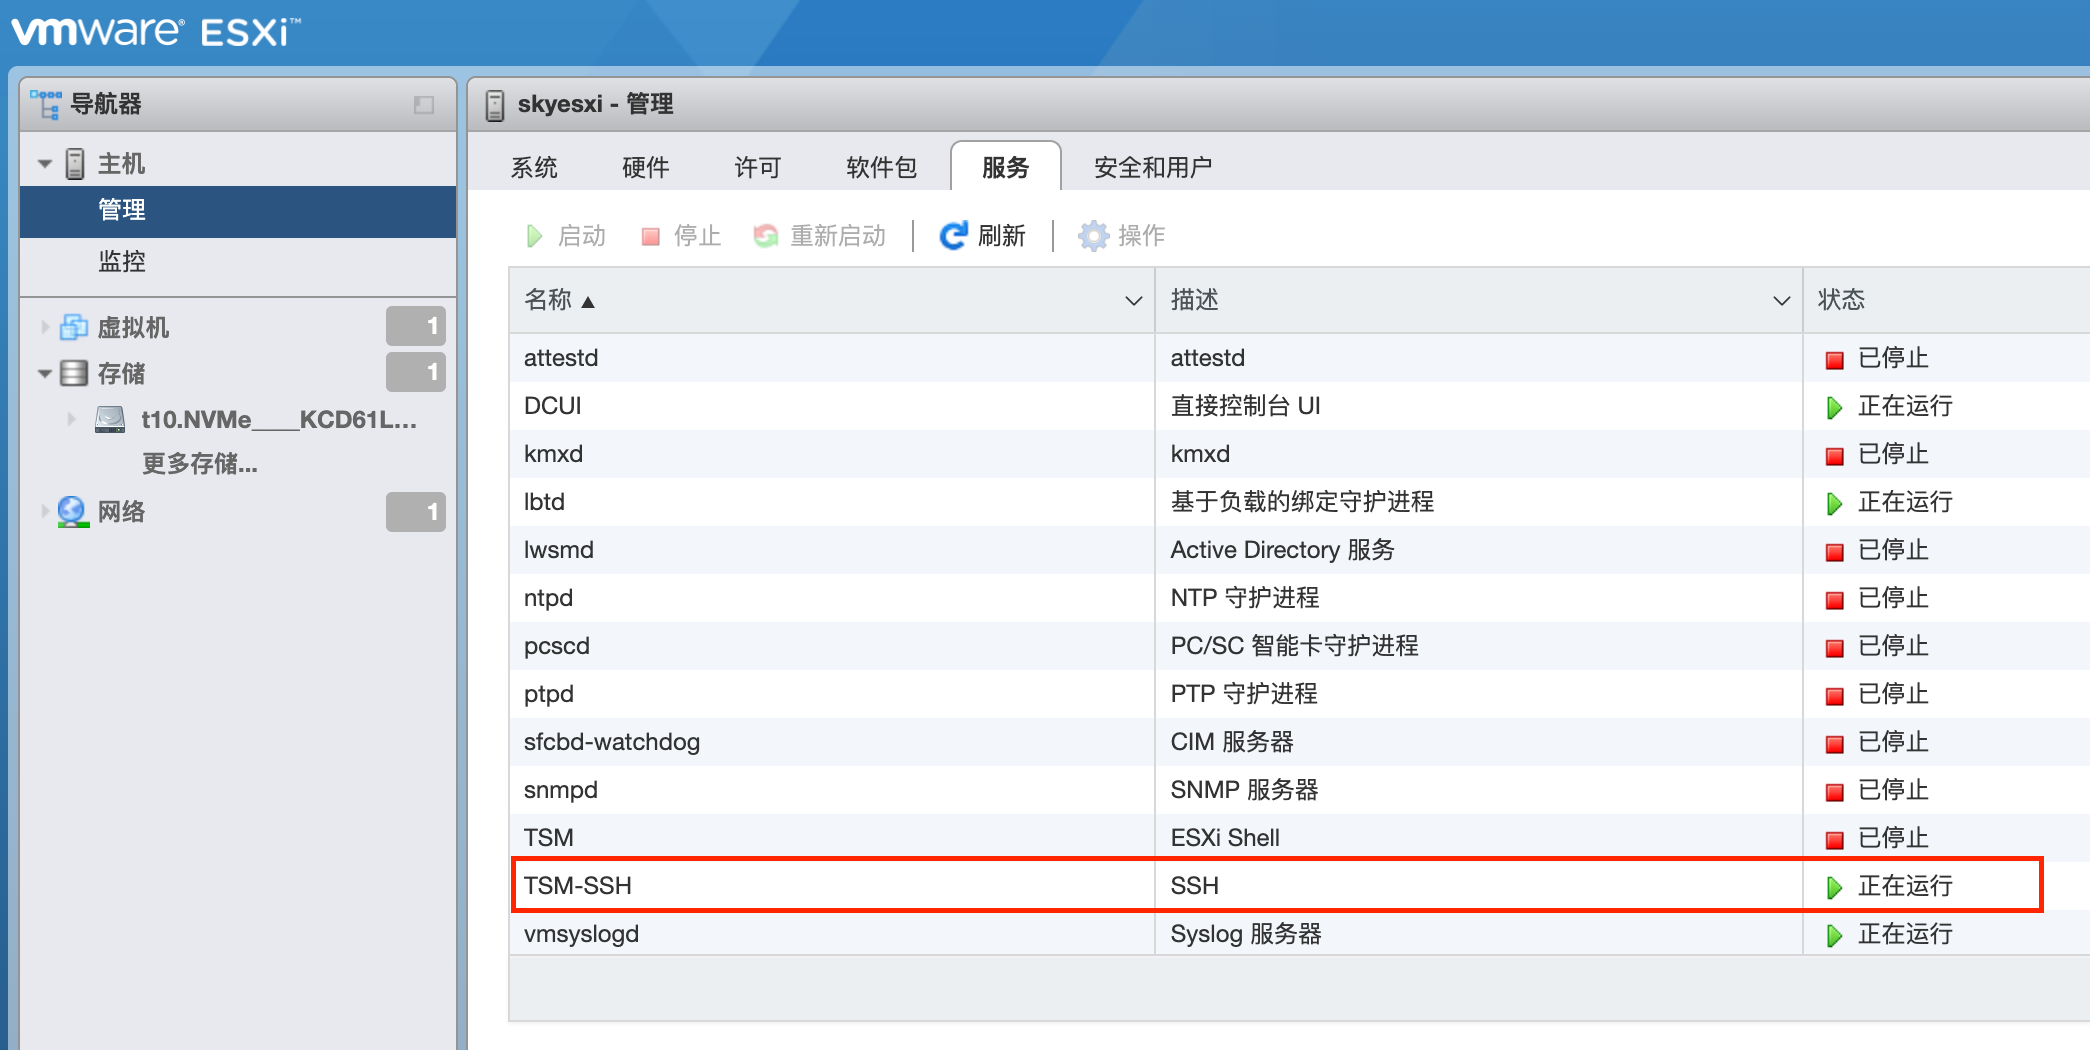 vmware® ESXi™
导航器
主机
管理
监控
虚拟机 1
存储 1
t10.NVMe____KCD61L...
更多存储...
网络 1
skyesxi - 管理
系统 硬件 许可 软件包 服务 安全和用户
启动 停止 重新启动 刷新 操作
名称 ▲ 描述 状态
attestd attestd 已停止
DCUI 直接控制台 UI 正在运行
kmxd kmxd 已停止
lbtd 基于负载的绑定守护进程 正在运行
lwsmd Active Directory 服务 已停止
ntpd NTP 守护进程 已停止
pcscd PC/SC 智能卡守护进程 已停止
ptpd PTP 守护进程 已停止
sfcbd-watchdog CIM 服务器 已停止
snmpd SNMP 服务器 已停止
TSM ESXi Shell 已停止
TSM-SSH SSH 正在运行
vmsyslogd Syslog 服务器 正在运行